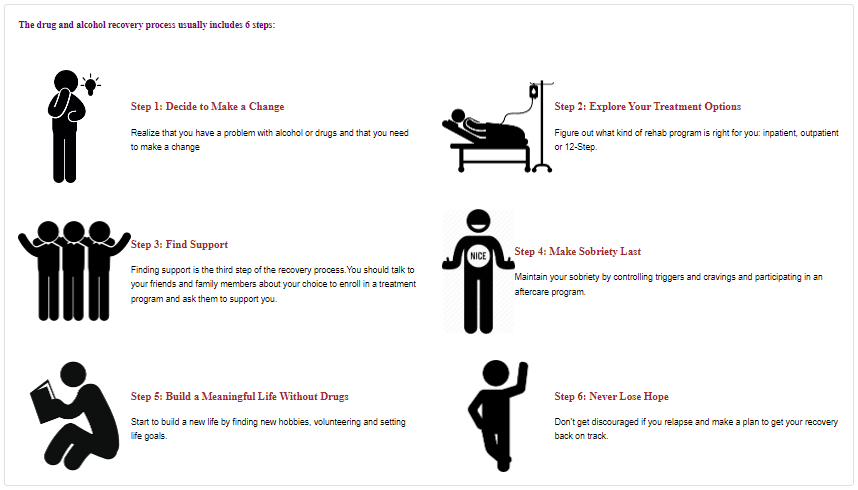 The drug and alcohol recovery process usually includes 6 steps:
Step 1: Decide to Make a Change
Realize that you have a problem with alcohol or drugs and that you need
to make a change
Step 2: Explore Your Treatment Options
Figure out what kind of rehab program is right for you: inpatient, outpatient
or 12-Step.
Step 3: Find Support
Finding support is the third step of the recovery process.You should talk to
your friends and family members about your choice to enroll in a treatment
program and ask them to support you.
NICE
Step 4: Make Sobriety Last
Maintain your sobriety by controlling triggers and cravings and participating in an
aftercare program.
Step 5: Build a Meaningful Life Without Drugs
Start to build a new life by finding new hobbies, volunteering and setting
life goals.
Step 6: Never Lose Hope
Don't get discouraged if you relapse and make a plan to get your recovery
back on track.